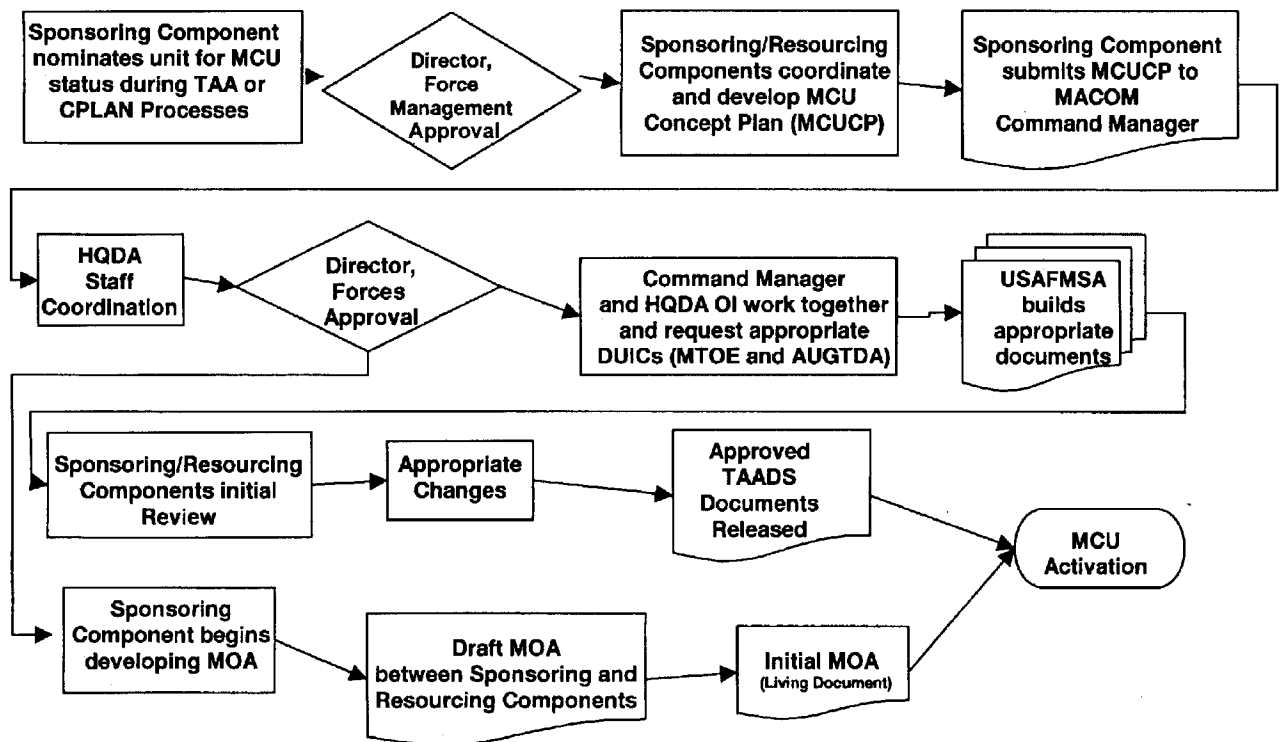 Sponsoring Component
nominates unit for MCU
status during TAA or
CPLAN Processes
Director,
Force
Management
Approval
Sponsoring/Resourcing
Components coordinate
and develop MCU
Concept Plan (MCUCP)
Sponsoring Component
submits MCUCP to
MACOM
Command Manager
HQDA
Staff
Coordination
Director,
Forces
Approval
Command Manager
and HQDA OI work together
and request appropriate
DUICs (MTOE and AUGTDA)
USAFMSA
builds
appropriate
documents
Sponsoring/Resourcing
Components initial
Review
Appropriate
Changes
Approved
TAADS
Documents
Released
MCU
Activation
Sponsoring
Component begins
developing MOA
Draft MOA
between Sponsoring and
Resourcing Components
Initial MOA
(Living Document)